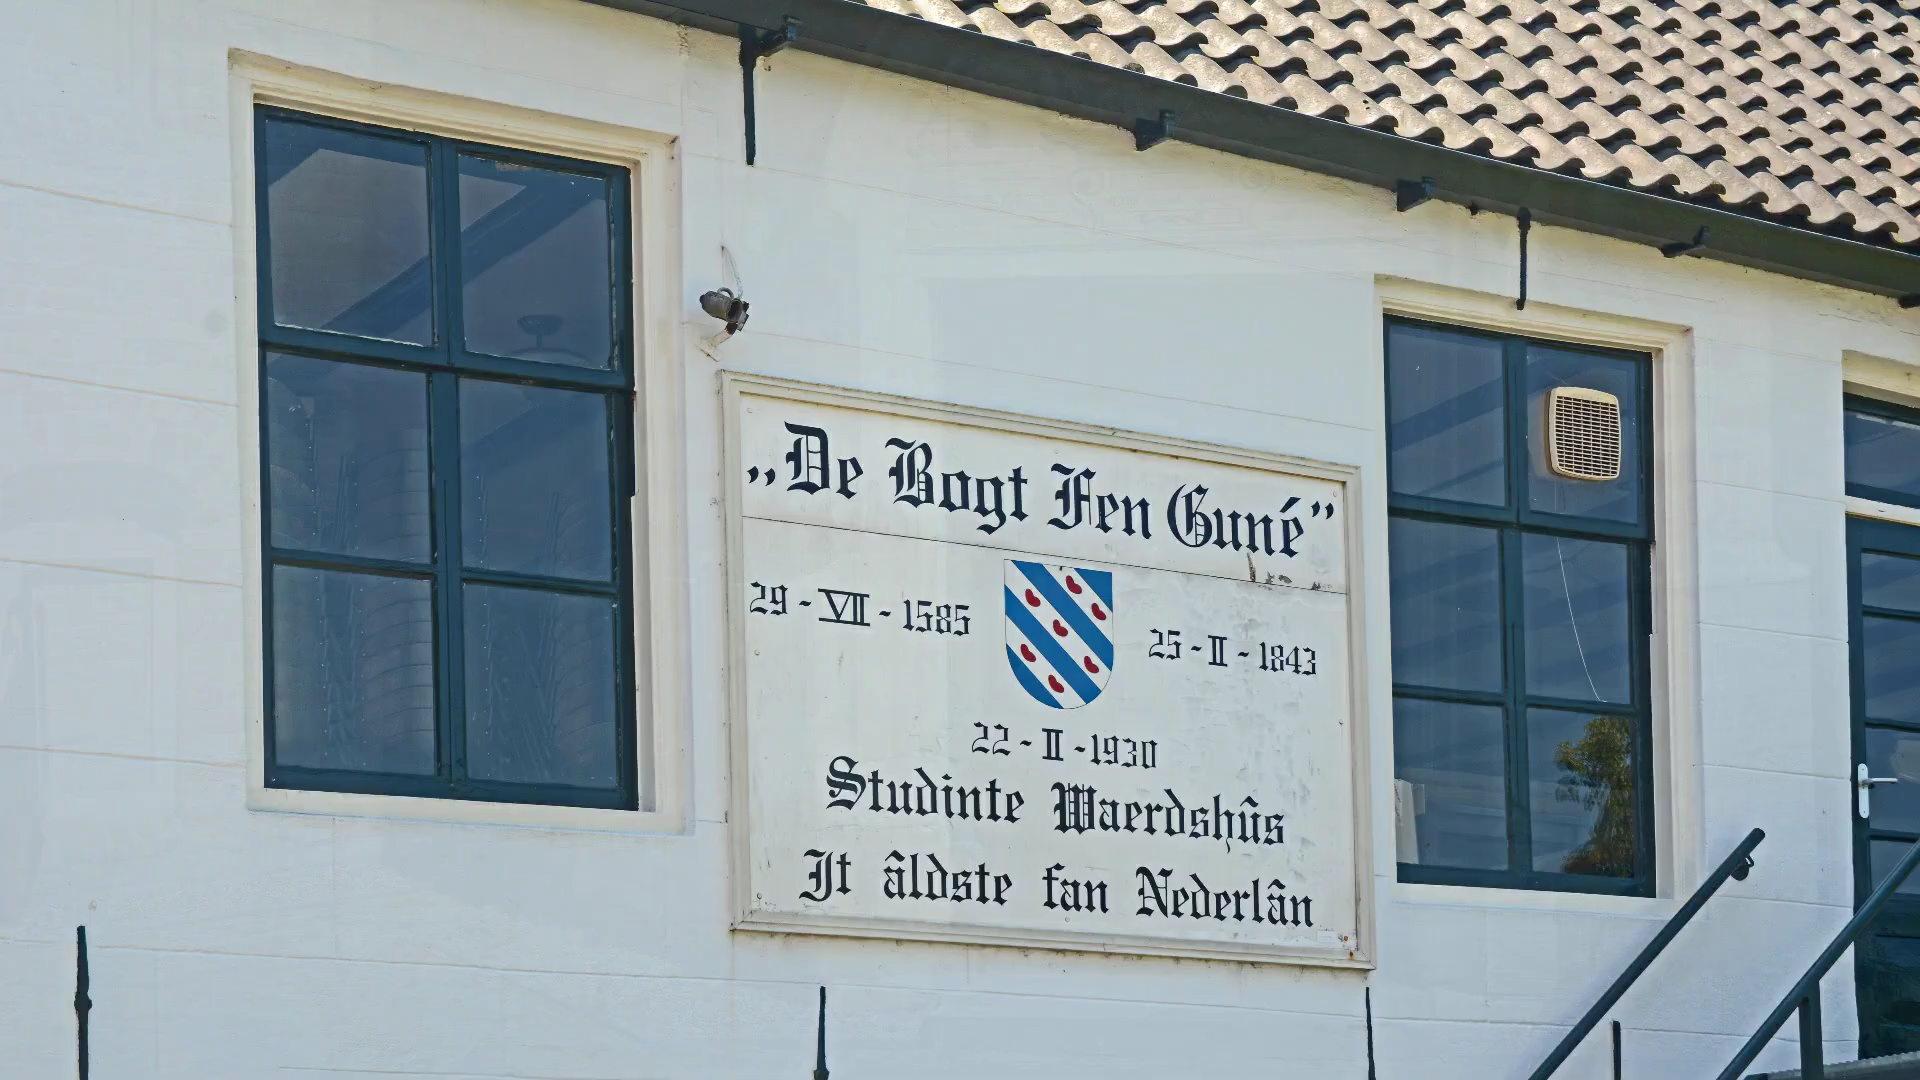 „De Bogt Fen Guné”
29 - VII - 1585
25 - II - 1843
22 - II - 1930
Studinte Waerdshûs
It âldste fan Nederlân